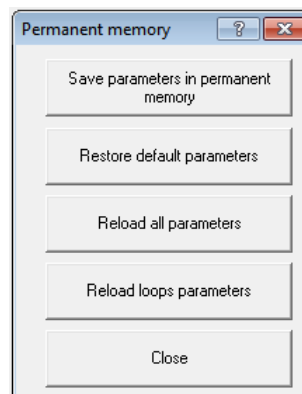 Permanent memory
?
Save parameters in permanent
memory
Restore default parameters
Reload all parameters
Reload loops parameters
Close